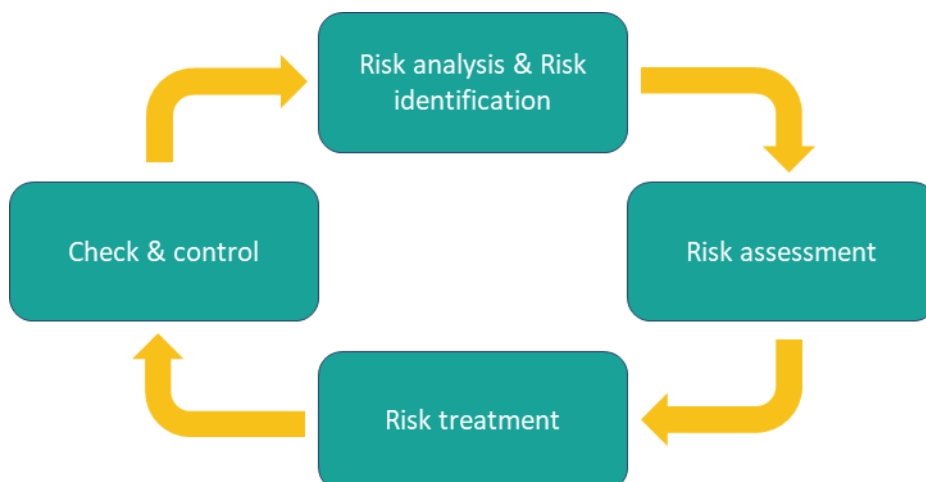 Risk analysis & Risk
identification
Check & control
Risk assessment
Risk treatment